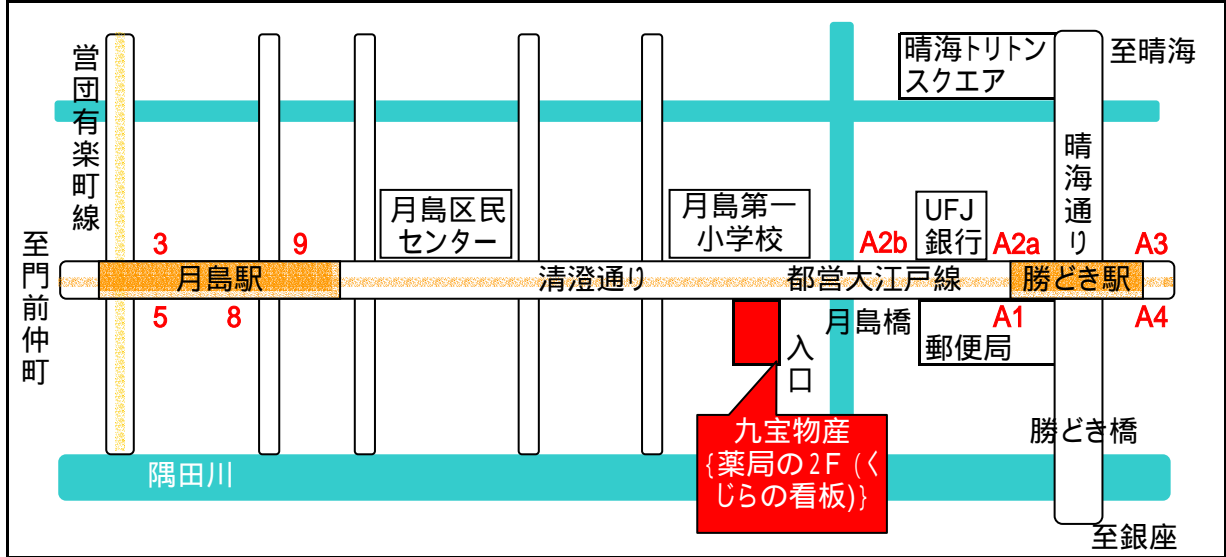 営団有楽町線
晴海トリトン
スクエア
至晴海
晴海通り
月島区民
センター
月島第一
小学校
UFJ
銀行
A2b
A2a
A3
3
9
至門前仲町
月島駅
清澄通り
都営大江戸線
勝どき駅
5
8
A1
A4
月島橋
郵便局
入口
九宝物産
{薬局の2F (く
じらの看板)}
勝どき橋
隅田川
至銀座